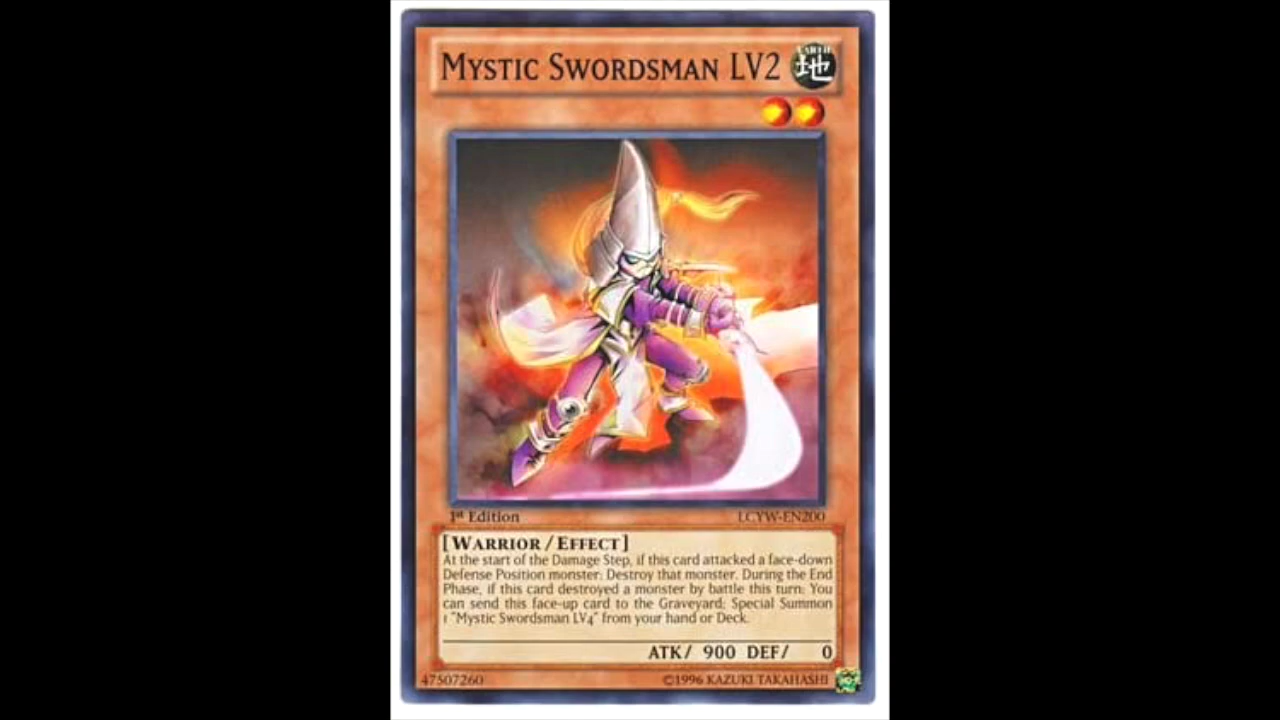 Mystic Swordsman LV2
EARTH
地
1st Edition
LCYW-EN200
[Warrior/Effect]
At the start of the Damage Step, if this card attacked a face-down
Defense Position monster: Destroy that monster. During the End
Phase, if this card destroyed a monster by battle this turn: You
can send this face-up card to the Graveyard; Special Summon
1 "Mystic Swordsman LV4" from your hand or Deck.
ATK/ 900 DEF/ 0
47507260
©1996 KAZUKI TAKAHASHI